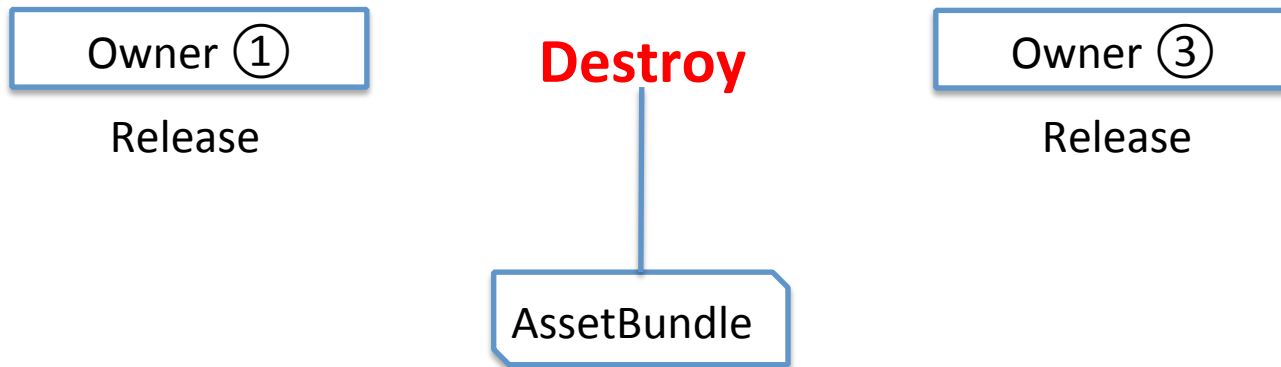 Owner ①
Destroy
Owner ③
Release
Release
AssetBundle